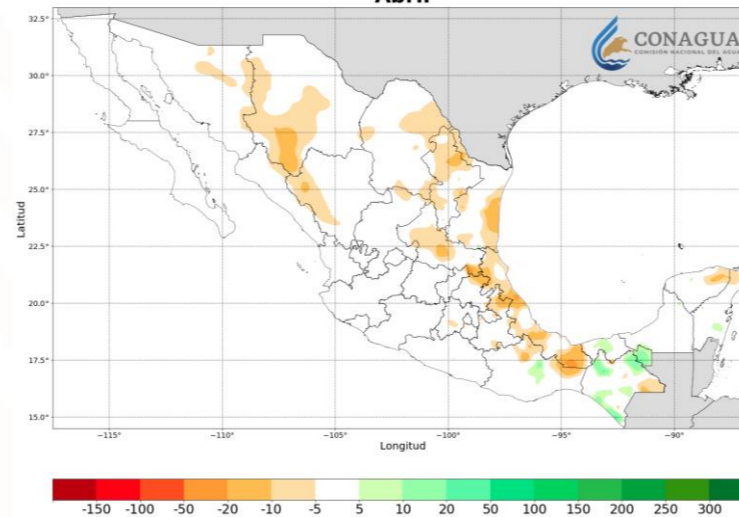 Abril
CONAGUA
COMISIÓN NACIONAL DEL AGUA
32.5°
30.0°
27.5°
25.0°
22.5°
20.0°
17.5°
15.0°
Latitud
−115°
−110°
−105°
−100°
−95°
−90°
Longitud
-150 -100 -50 -20 -10 -5 5 10 20 50 100 150 200 250 300